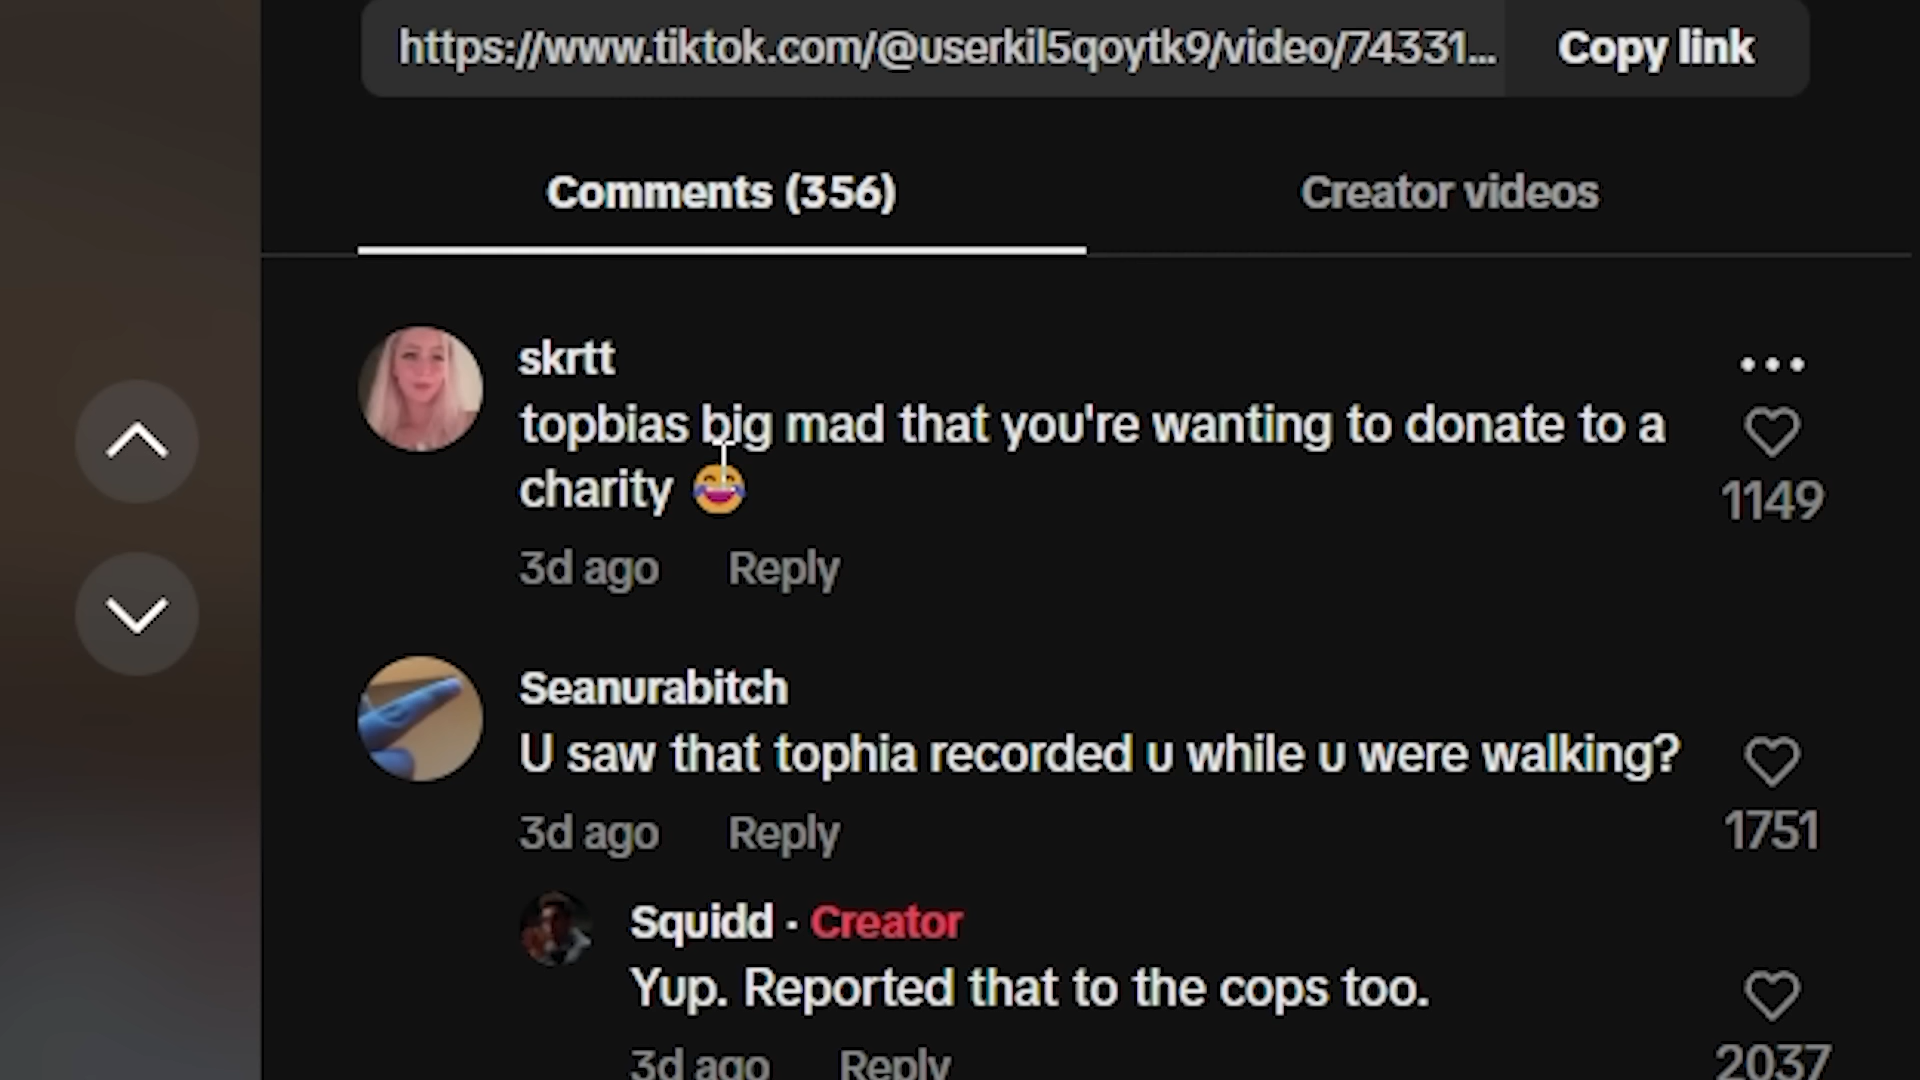 https://www.tiktok.com/@userkil5qoytk9/video/74331...
Copy link
Comments (356)
Creator videos
skrtt
topbias big mad that you're wanting to donate to a
charity 😂
1149
3d ago Reply
Seanurabitch
U saw that tophia recorded u while u were walking?
3d ago Reply
1751
Squidd · Creator
Yup. Reported that to the cops too.
3d ago Reply
2037